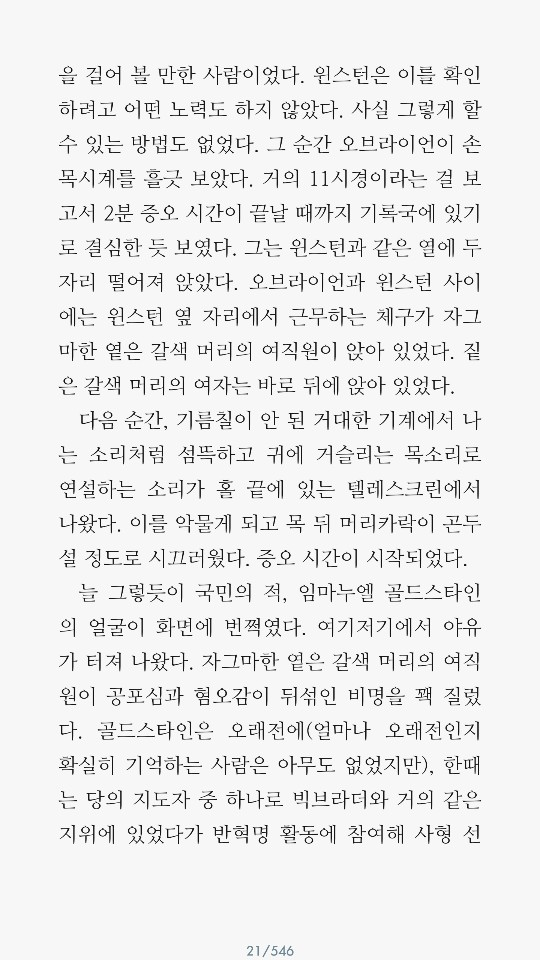 을 걸어 볼 만한 사람이었다. 윈스턴은 이를 확인
하려고 어떤 노력도 하지 않았다. 사실 그렇게 할
수 있는 방법도 없었다. 그 순간 오브라이언이 손
목시계를 흘긋 보았다. 거의 11시경이라는 걸 보
고서 2분 증오 시간이 끝날 때까지 기록국에 있기
로 결심한 듯 보였다. 그는 윈스턴과 같은 열에 두
자리 떨어져 앉았다. 오브라이언과 윈스턴 사이
에는 윈스턴 옆 자리에서 근무하는 체구가 자그
마한 옅은 갈색 머리의 여직원이 앉아 있었다. 짙
은 갈색 머리의 여자는 바로 뒤에 앉아 있었다.
다음 순간, 기름칠이 안 된 거대한 기계에서 나
는 소리처럼 섬뜩하고 귀에 거슬리는 목소리로
연설하는 소리가 홀 끝에 있는 텔레스크린에서
나왔다. 이를 악물게 되고 목 뒤 머리카락이 곤두
설 정도로 시끄러웠다. 증오 시간이 시작되었다.
늘 그렇듯이 국민의 적, 임마누엘 골드스타인
의 얼굴이 화면에 번쩍였다. 여기저기에서 야유
가 터져 나왔다. 자그마한 옅은 갈색 머리의 여직
원이 공포심과 혐오감이 뒤섞인 비명을 꽥 질렀
다. 골드스타인은 오래전에(얼마나 오래전인지
확실히 기억하는 사람은 아무도 없었지만), 한때
는 당의 지도자 중 하나로 빅브라더와 거의 같은
지위에 있었다가 반혁명 활동에 참여해 사형 선
21/546